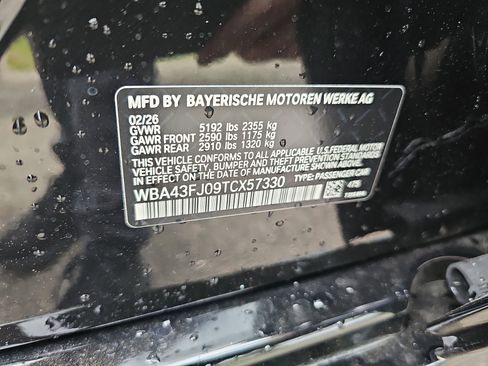 MFD BY BAYERISCHE MOTOREN WERKE AG
02/26
GVWR 5192 lbs 2355 kg
GAWR FRONT 2590 lbs 1175 kg
GAWR REAR 2910 lbs 1320 kg
THIS VEHICLE CONFORMS TO ALL APPLICABLE U.S. FEDERAL MOTOR
VEHICLE SAFETY, BUMPER AND THEFT PREVENTION STANDARDS IN
EFFECT ON THE DATE OF MANUFACTURE SHOWN ABOVE.
WBA43FJ09TCX57330 TYPE: PASSENGER CAR
475